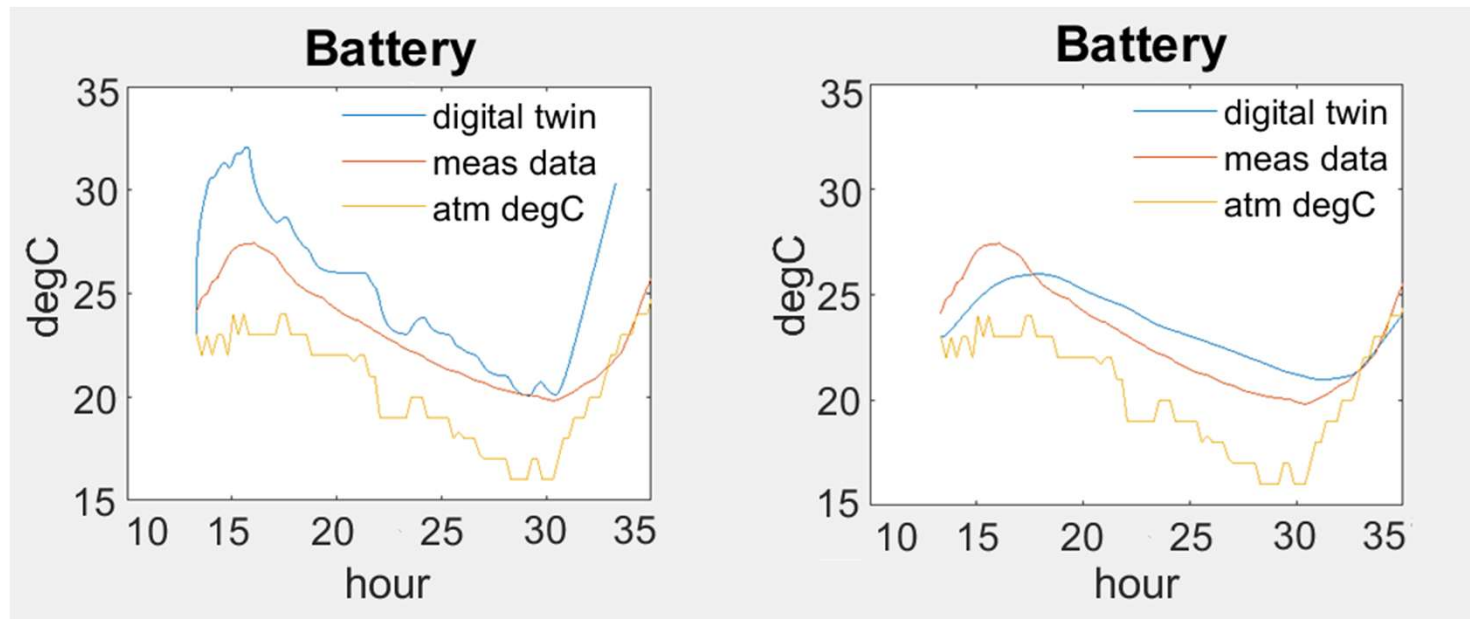 Battery
35
30
25
20
15
degC
digital twin
meas data
atm degC
10 15 20 25 30 35
hour
Battery
35
30
25
20
15
degC
digital twin
meas data
atm degC
10 15 20 25 30 35
hour